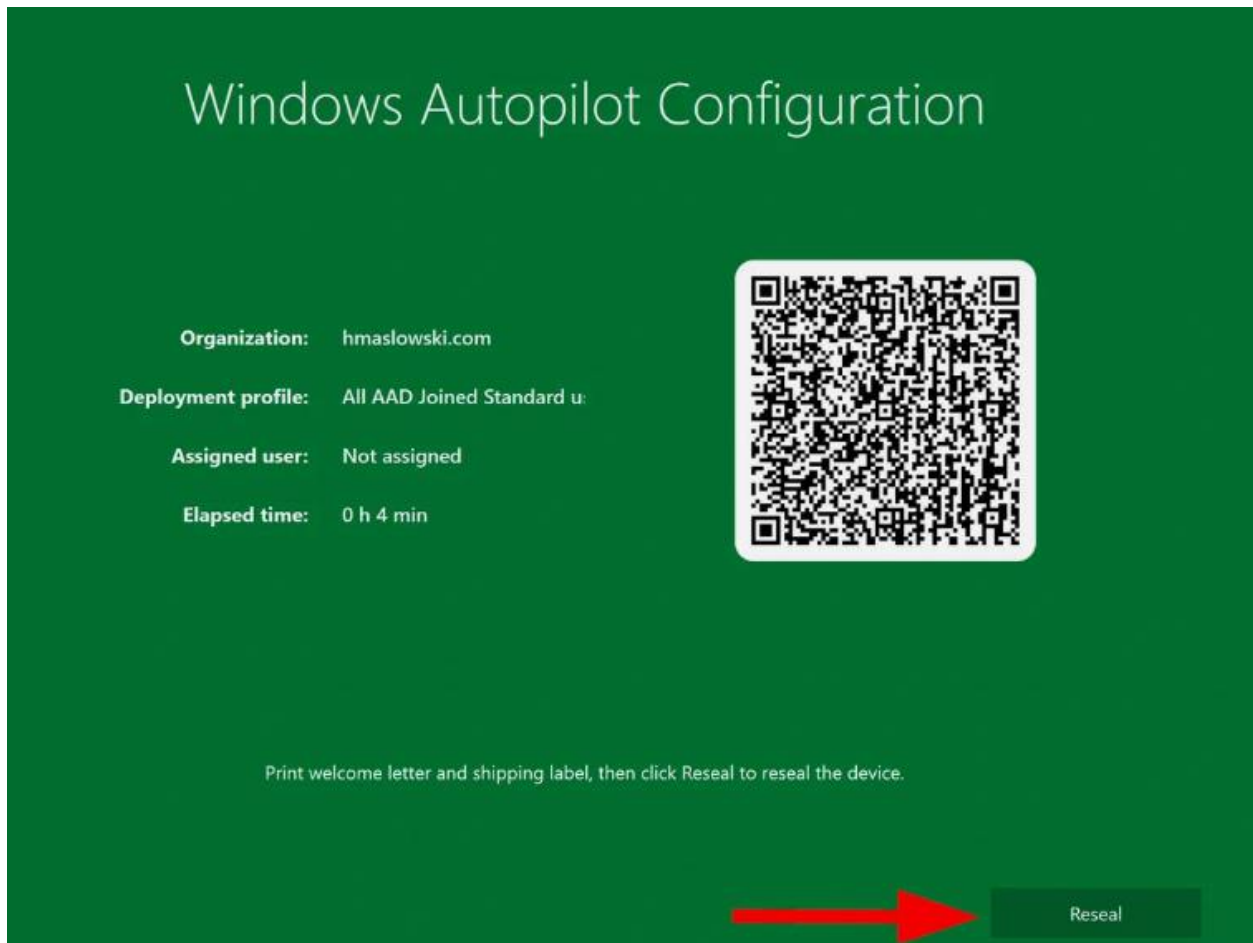 Windows Autopilot Configuration
Organization: hmaslowski.com
Deployment profile: All AAD Joined Standard u
Assigned user: Not assigned
Elapsed time: 0 h 4 min
Print welcome letter and shipping label, then click Reseal to reseal the device.
Reseal